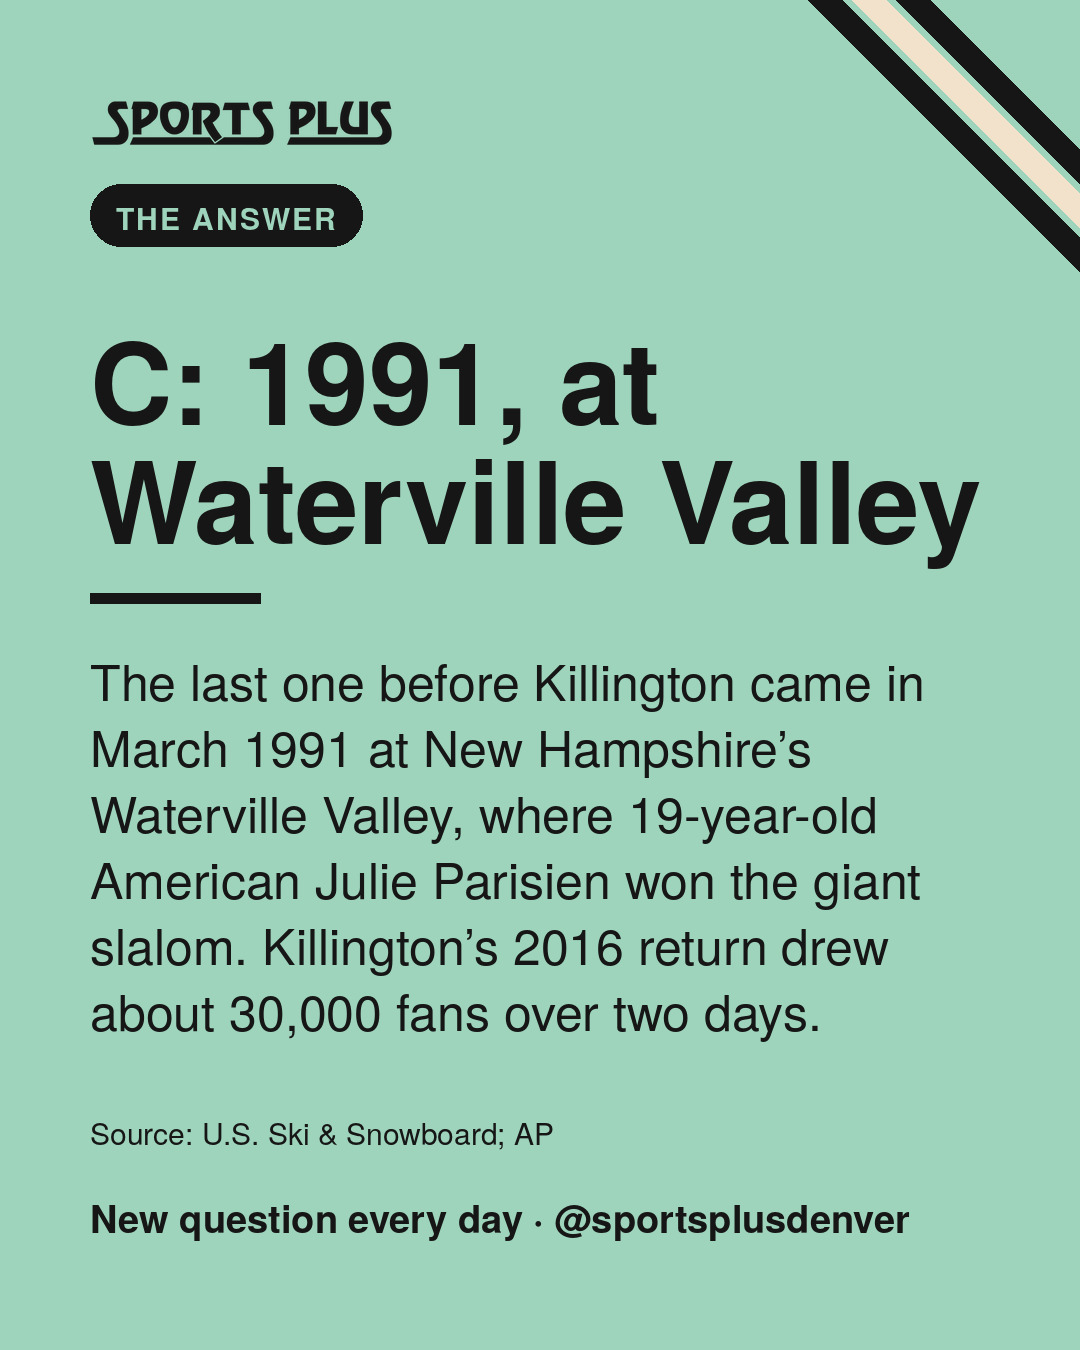 SPORTS PLUS
THE ANSWER
C: 1991, at
Waterville Valley
The last one before Killington came in
March 1991 at New Hampshire’s
Waterville Valley, where 19-year-old
American Julie Parisien won the giant
slalom. Killington’s 2016 return drew
about 30,000 fans over two days.
Source: U.S. Ski & Snowboard; AP
New question every day · @sportsplusdenver